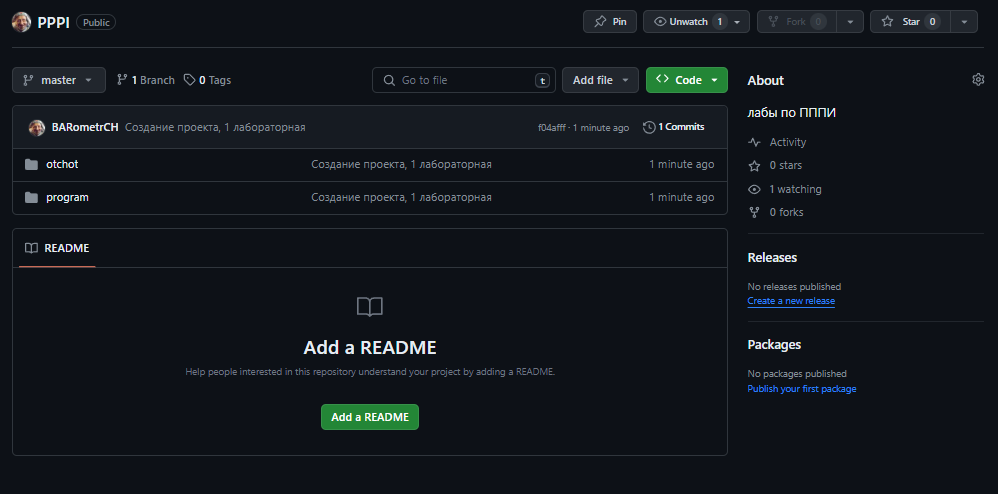 PPPI Public Pin Unwatch 1 Fork 0 Star 0
master 1 Branch 0 Tags Go to file t Add file Code
BARometrCH Создание проекта, 1 лабораторная f04afff · 1 minute ago 1 Commits
otchot Создание проекта, 1 лабораторная 1 minute ago
program Создание проекта, 1 лабораторная 1 minute ago
README
Add a README
Help people interested in this repository understand your project by adding a README.
Add a README
About
лабы по ПППИ
Activity
0 stars
1 watching
0 forks
Releases
No releases published
Create a new release
Packages
No packages published
Publish your first package